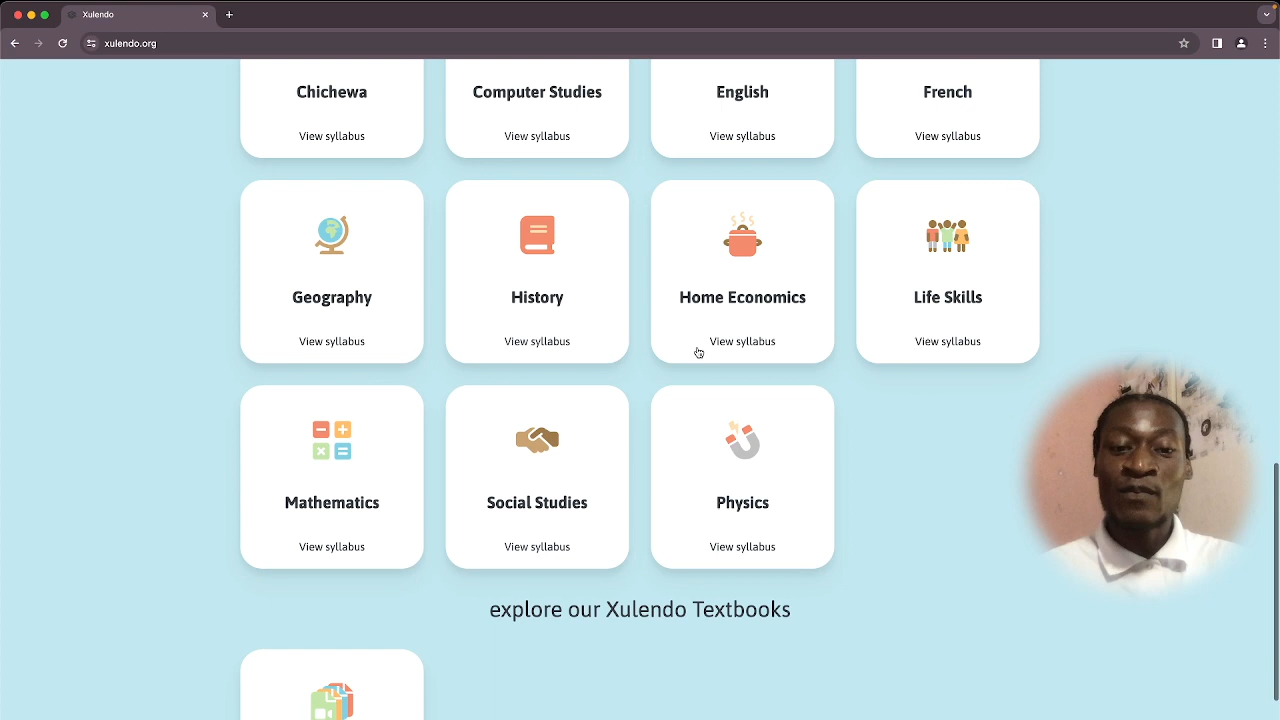 Xulendo
xulendo.org
Chichewa
Computer Studies
English
French
View syllabus
View syllabus
View syllabus
View syllabus
Geography
History
Home Economics
Life Skills
View syllabus
View syllabus
View syllabus
View syllabus
Mathematics
Social Studies
Physics
View syllabus
View syllabus
View syllabus
explore our Xulendo Textbooks